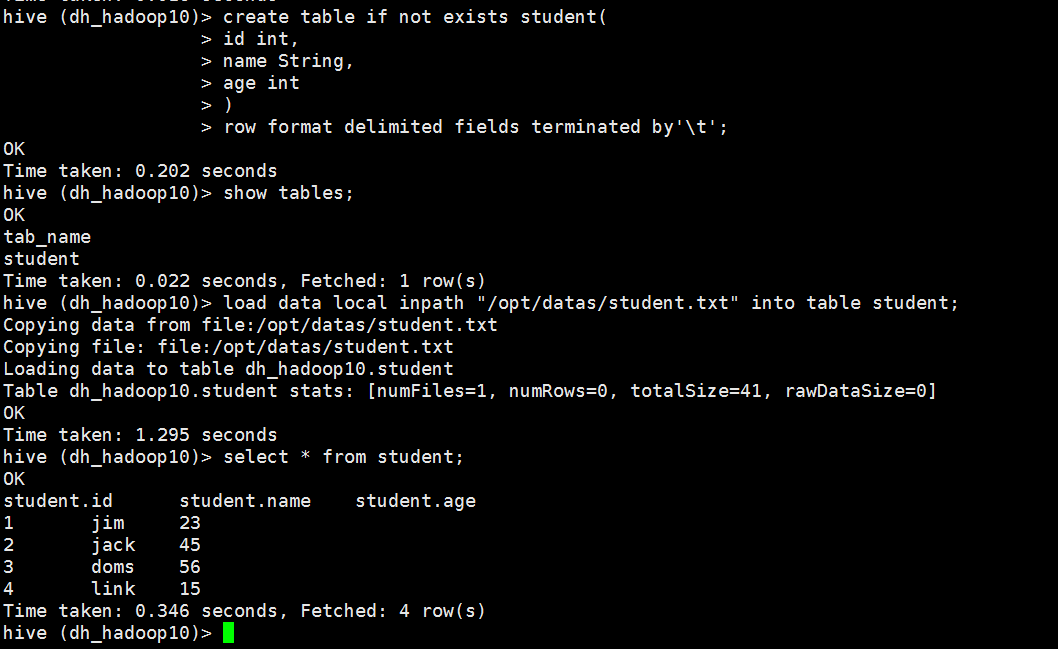 hive (dh_hadoop10)> create table if not exists student(
                  > id int,
                  > name String,
                  > age int
                  > )
                  > row format delimited fields terminated by'\t';
OK
Time taken: 0.202 seconds
hive (dh_hadoop10)> show tables;
OK
tab_name
student
Time taken: 0.022 seconds, Fetched: 1 row(s)
hive (dh_hadoop10)> load data local inpath "/opt/datas/student.txt" into table student;
Copying data from file:/opt/datas/student.txt
Copying file: file:/opt/datas/student.txt
Loading data to table dh_hadoop10.student
Table dh_hadoop10.student stats: [numFiles=1, numRows=0, totalSize=41, rawDataSize=0]
OK
Time taken: 1.295 seconds
hive (dh_hadoop10)> select * from student;
OK
student.id      student.name    student.age
1       jim     23
2       jack    45
3       doms    56
4       link    15
Time taken: 0.346 seconds, Fetched: 4 row(s)
hive (dh_hadoop10)>